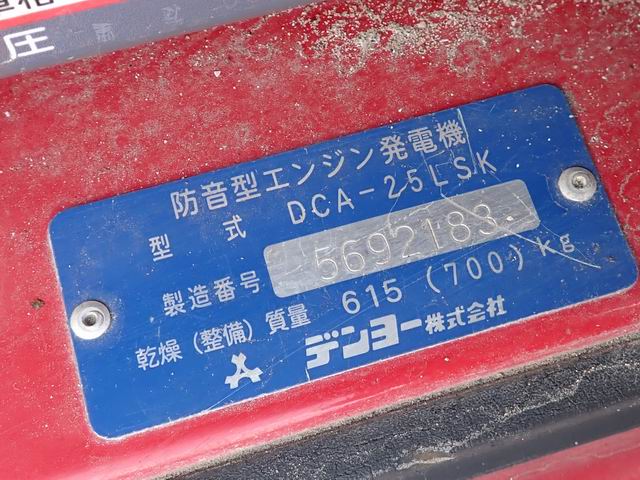 圧
防音型エンジン発電機
型式 DCA-25LSK
製造番号 5692183
乾燥(整備)質量 615(700)kg
デンヨー株式会社